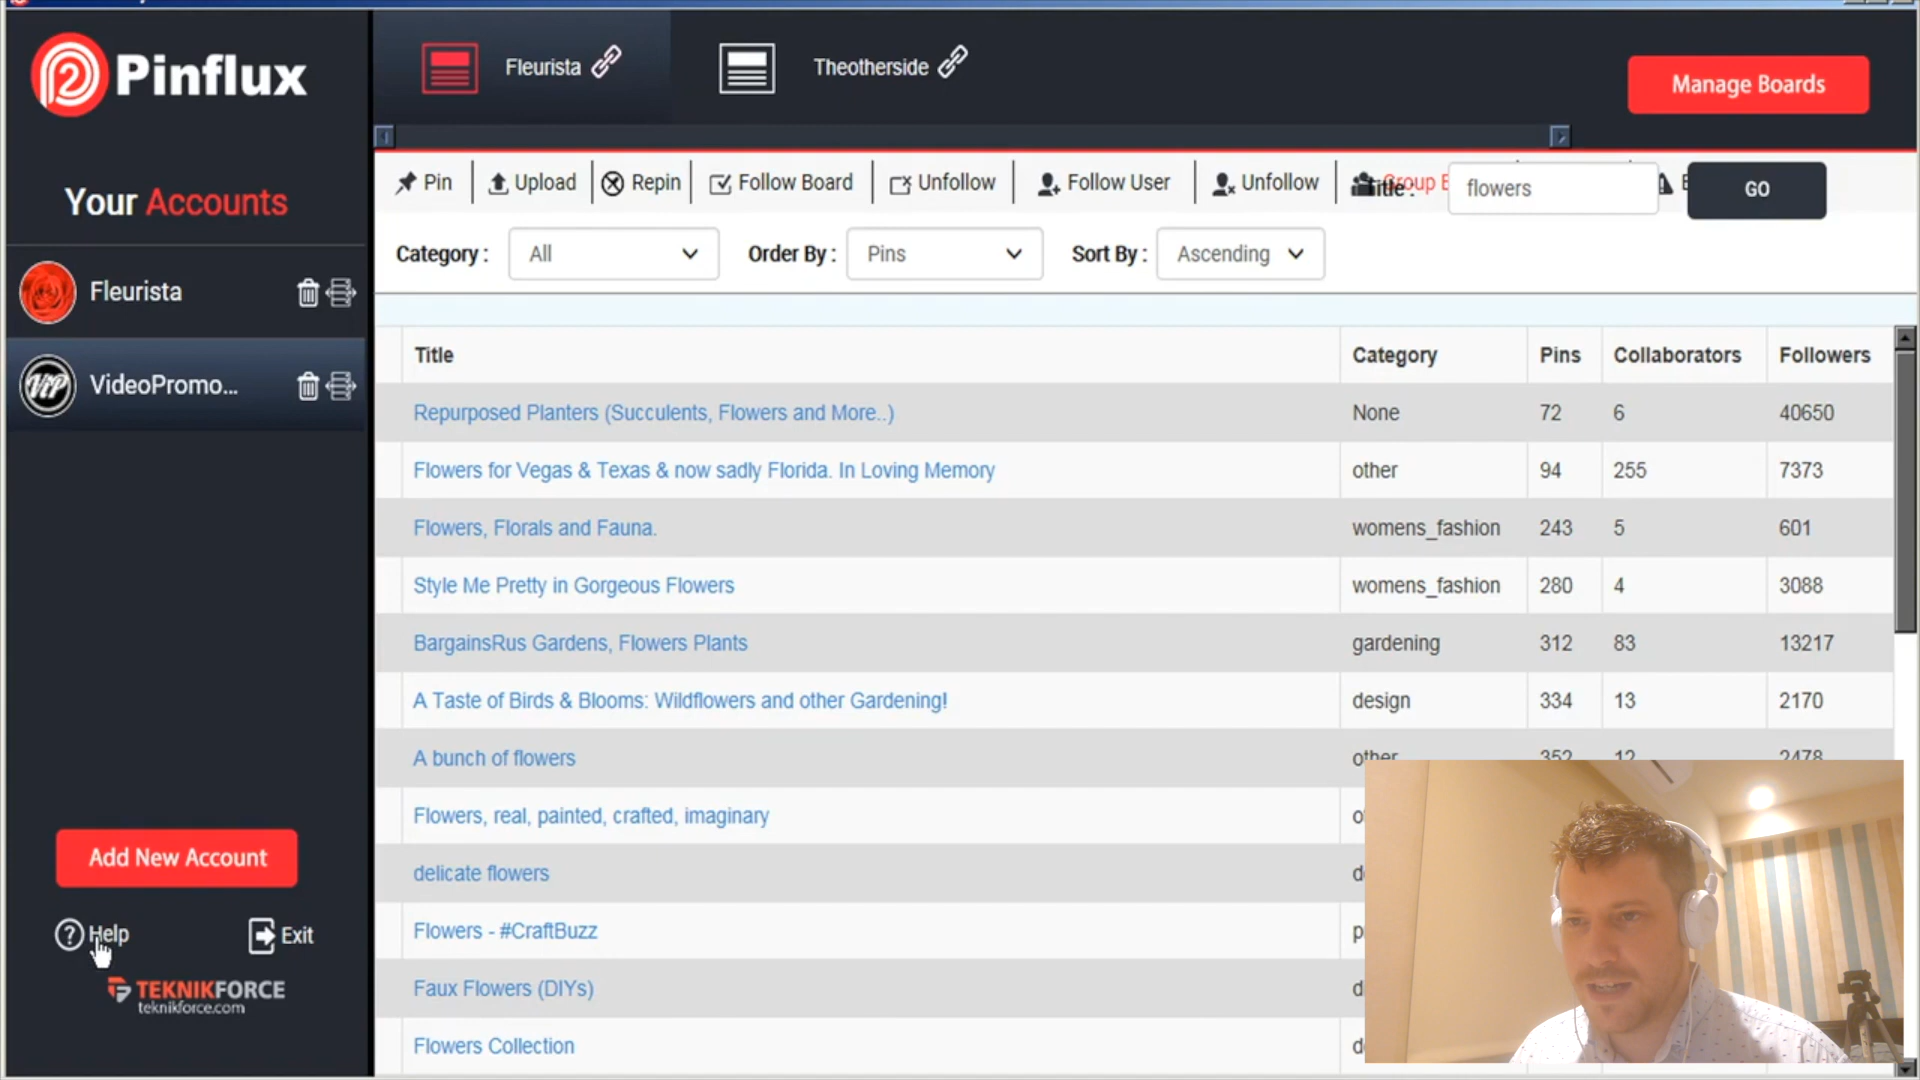 Pinflux
Fleurista
Theotherside
Manage Boards
Your Accounts
Pin
Upload
Repin
Follow Board
Unfollow
Follow User
Unfollow
Title :
flowers
GO
Category :
All
Order By :
Pins
Sort By :
Ascending
Fleurista
VideoPromo...
Title Category Pins Collaborators Followers
Repurposed Planters (Succulents, Flowers and More..) None 72 6 40650
Flowers for Vegas & Texas & now sadly Florida. In Loving Memory other 94 255 7373
Flowers, Florals and Fauna. womens_fashion 243 5 601
Style Me Pretty in Gorgeous Flowers womens_fashion 280 4 3088
BargainsRus Gardens, Flowers Plants gardening 312 83 13217
A Taste of Birds & Blooms: Wildflowers and other Gardening! design 334 13 2170
A bunch of flowers other 352 12 2478
Flowers, real, painted, crafted, imaginary
delicate flowers
Flowers - #CraftBuzz
Faux Flowers (DIYs)
Flowers Collection
Add New Account
Help
Exit
TEKNIKFORCE
teknikforce.com
ViP